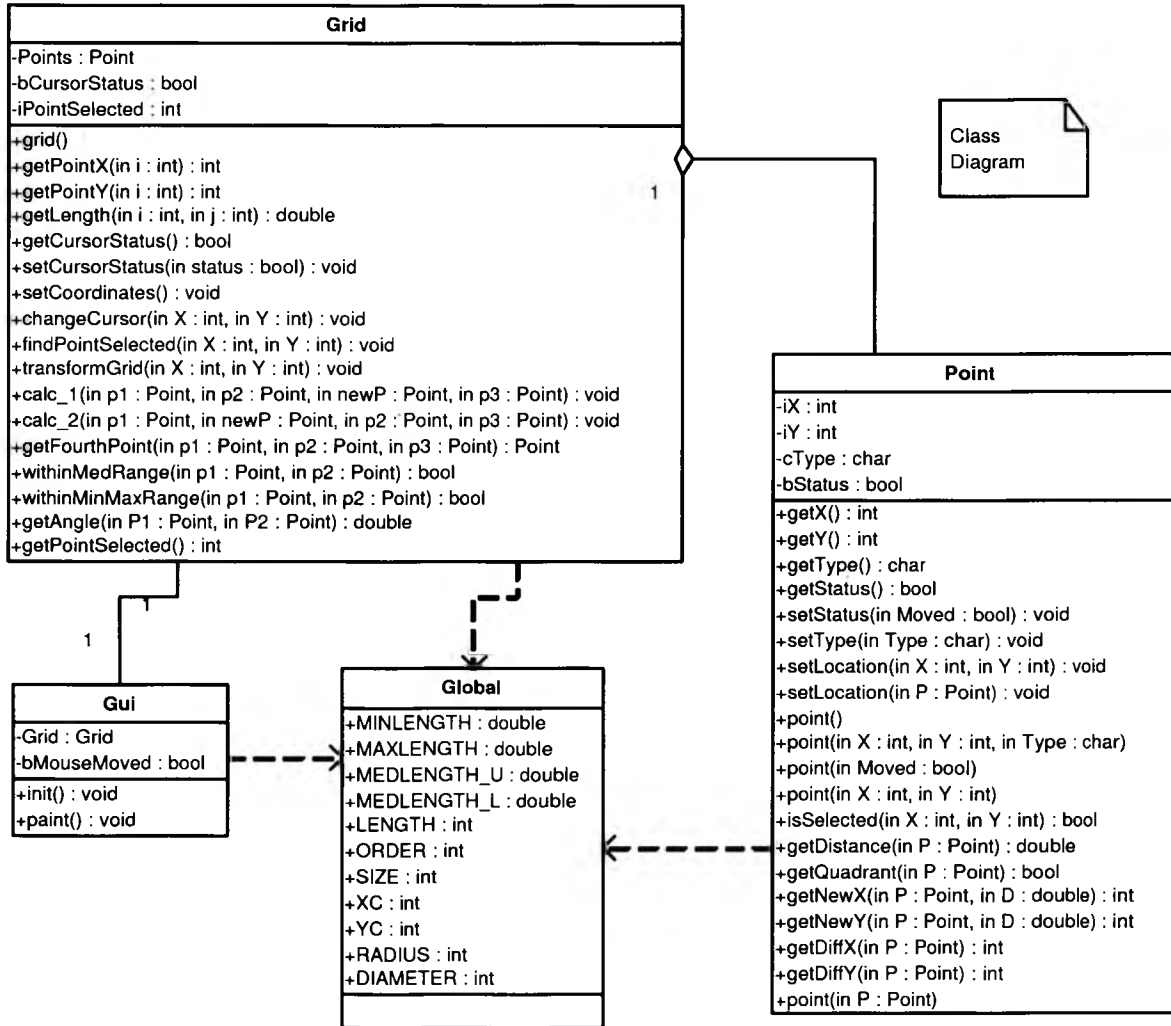 Grid
-Points : Point
-bCursorStatus : bool
-iPointSelected : int
+grid()
+getPointX(in i : int) : int
+getPointY(in i : int) : int
+getLength(in i : int, in j : int) : double
+getCursorStatus() : bool
+setCursorStatus(in status : bool) : void
+setCoordinates() : void
+changeCursor(in X : int, in Y : int) : void
+findPointSelected(in X : int, in Y : int) : void
+transformGrid(in X : int, in Y : int) : void
+calc_1(in p1 : Point, in p2 : Point, in newP : Point, in p3 : Point) : void
+calc_2(in p1 : Point, in newP : Point, in p2 : Point, in p3 : Point) : void
+getFourthPoint(in p1 : Point, in p2 : Point, in p3 : Point) : Point
+withinMedRange(in p1 : Point, in p2 : Point) : bool
+withinMinMaxRange(in p1 : Point, in p2 : Point) : bool
+getAngle(in P1 : Point, in P2 : Point) : double
+getPointSelected() : int
1
Class
Diagram
Point
-iX : int
-iY : int
-cType : char
-bStatus : bool
+getX() : int
+getY() : int
+getType() : char
+getStatus() : bool
+setStatus(in Moved : bool) : void
+setType(in Type : char) : void
+setLocation(in X : int, in Y : int) : void
+setLocation(in P : Point) : void
+point()
+point(in X : int, in Y : int, in Type : char)
+point(in Moved : bool)
+point(in X : int, in Y : int)
+isSelected(in X : int, in Y : int) : bool
+getDistance(in P : Point) : double
+getQuadrant(in P : Point) : bool
+getNewX(in P : Point, in D : double) : int
+getNewY(in P : Point, in D : double) : int
+getDiffX(in P : Point) : int
+getDiffY(in P : Point) : int
+point(in P : Point)
1
1
Gui
-Grid : Grid
-bMouseMoved : bool
+init() : void
+paint() : void
Global
+MINLENGTH : double
+MAXLENGTH : double
+MEDLENGTH_U : double
+MEDLENGTH_L : double
+LENGTH : int
+ORDER : int
+SIZE : int
+XC : int
+YC : int
+RADIUS : int
+DIAMETER : int